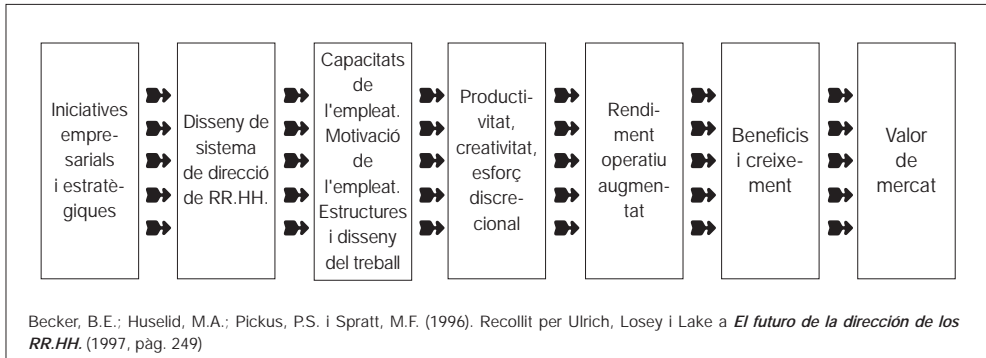 Iniciatives
empre-
sarials
i estratè-
giques
Disseny de
sistema
de direcció
de RR.HH.
Capacitats
de
l'empleat.
Motivació
de
l'empleat.
Estructures
i disseny
del treball
Producti-
vitat,
creativitat,
esforç
discre-
cional
Rendi-
ment
operatiu
augmen-
tat
Beneficis
i creixe-
ment
Valor
de
mercat
Becker, B.E.; Huselid, M.A.; Pickus, P.S. i Spratt, M.F. (1996). Recollit per Ulrich, Losey i Lake a El futuro de la dirección de los
RR.HH. (1997, pàg. 249)